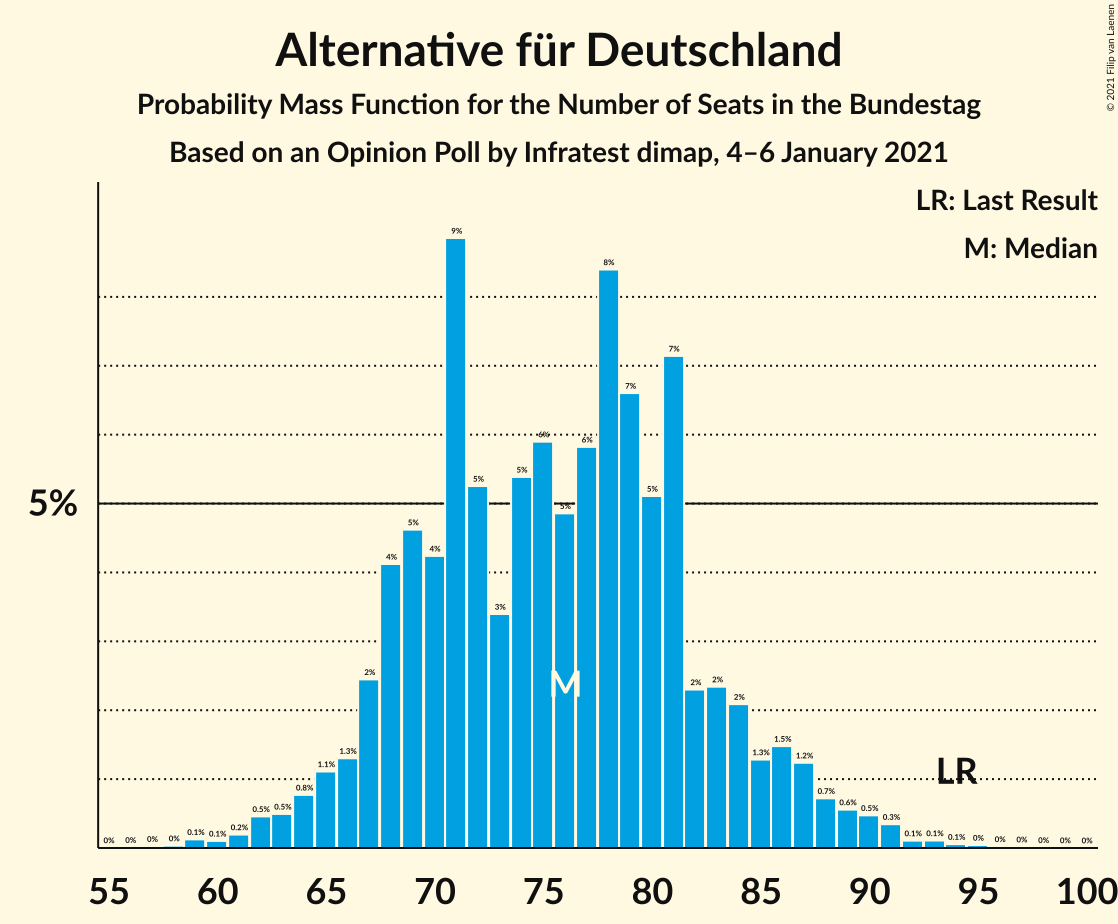 Alternative für Deutschland
Probability Mass Function for the Number of Seats in the Bundestag
Based on an Opinion Poll by Infratest dimap, 4–6 January 2021
© 2021 Filip van Laenen
LR: Last Result
M: Median
5%
0% 0% 0% 0% 0.1% 0.1% 0.2% 0.5% 0.5% 0.8% 1.1% 1.3% 2% 4% 5% 4% 9% 5% 3% 5% 6% 5% 6% 8% 7% 5% 7% 2% 2% 2% 1.3% 1.5% 1.2% 0.7% 0.6% 0.5% 0.3% 0.1% 0.1% 0.1% 0% 0% 0% 0% 0% 0%
M
LR
55 60 65 70 75 80 85 90 95 100